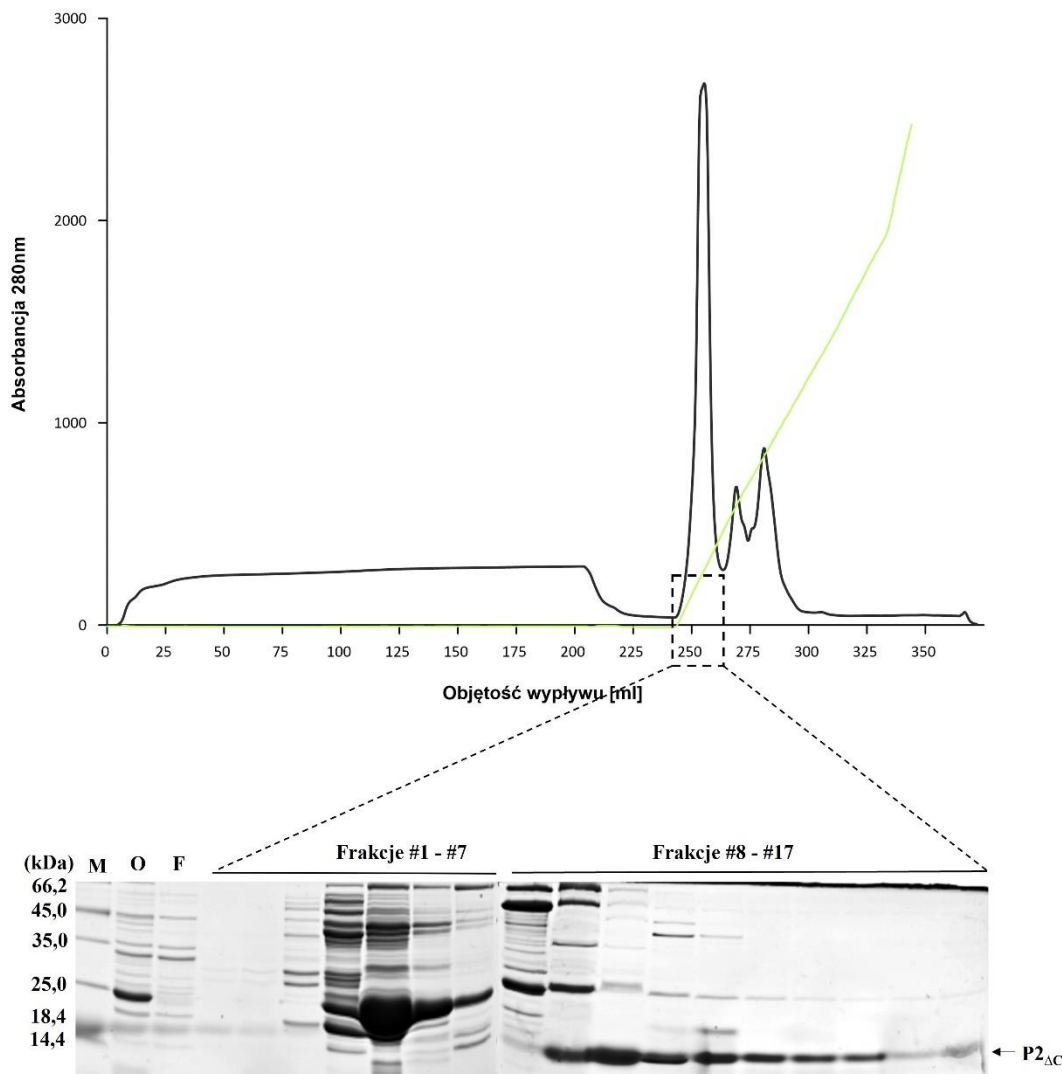 3000
2000
Absorbancja 280nm
1000
0
0 25 50 75 100 125 150 175 200 225 250 275 300 325 350
Objętość wypływu [ml]
(kDa) M O F Frakcje #1 - #7 Frakcje #8 - #17
66,2
45,0
35,0
25,0
18,4
14,4
← P2ΔC